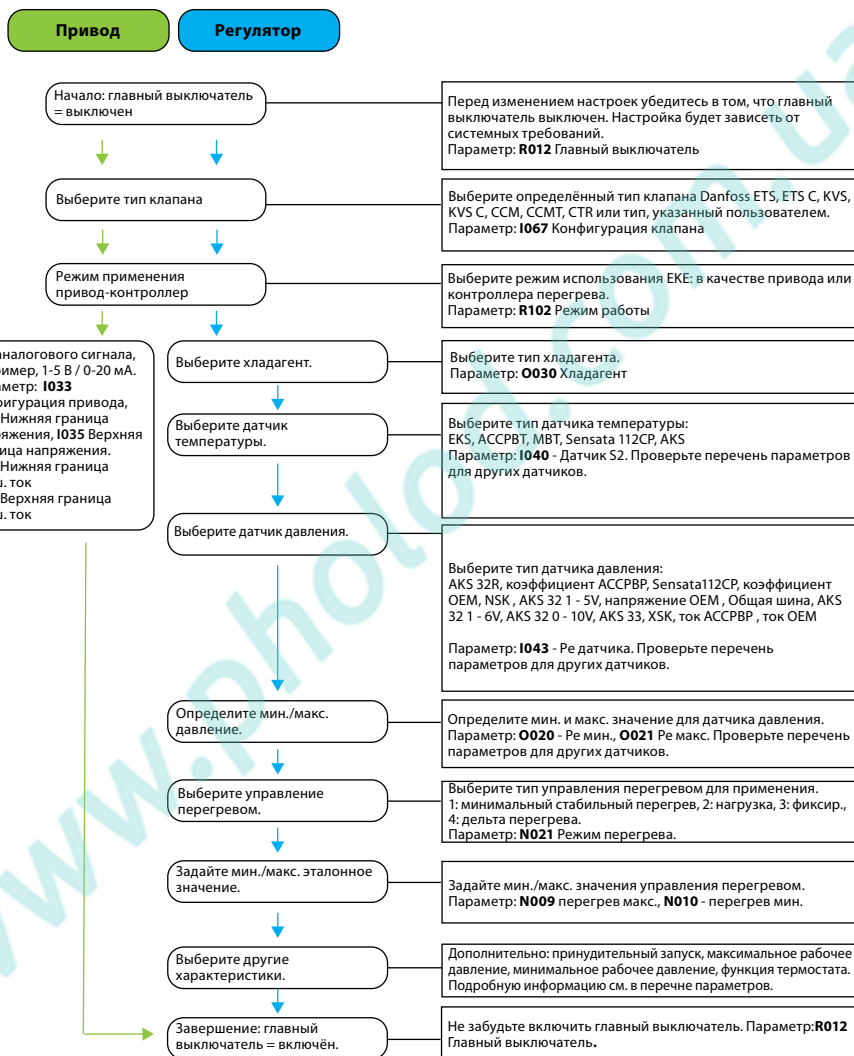 Привод
Регулятор
Начало: главный выключатель
= выключен
Перед изменением настроек убедитесь в том, что главный
выключатель выключен. Настройка будет зависеть от
системных требований.
Параметр: R012 Главный выключатель
Выберите тип клапана
Выберите определённый тип клапана Danfoss ETS, ETS C, KVS,
KVS C, CCM, CCMT, CTR или тип, указанный пользователем.
Параметр: I067 Конфигурация клапана
Режим применения
привод-контроллер
Выберите режим использования EKE: в качестве привода или
контроллера перегрева.
Параметр: R102 Режим работы
аналогового сигнала,
1-5 В / 0-20 мА.
I033
привода,
Нижняя граница
I035 Верхняя
напряжения.
Нижняя граница
ток
Верхняя граница
ток
Выберите хладагент.
Выберите тип хладагента.
Параметр: O030 Хладагент
Выберите датчик
температуры.
Выберите тип датчика температуры:
EKS, ACCPBT, MBT, Sensata 112CP, AKS
Параметр: I040 - Датчик S2. Проверьте перечень параметров
для других датчиков.
Выберите датчик давления.
Выберите тип датчика давления:
AKS 32R, коэффициент ACCPBP, Sensata112CP, коэффициент
OEM, NSK , AKS 32 1 - 5V, напряжение OEM , Общая шина, AKS
32 1 - 6V, AKS 32 0 - 10V, AKS 33, XSK, ток ACCPBP , ток OEM
Параметр: I043 - Ре датчика. Проверьте перечень
параметров для других датчиков.
Определите мин./макс.
давление.
Определите мин. и макс. значение для датчика давления.
Параметр: O020 - Ре мин., O021 Ре макс. Проверьте перечень
параметров для других датчиков.
Выберите управление
перегревом.
Выберите тип управления перегревом для применения.
1: минимальный стабильный перегрев, 2: нагрузка, 3: фиксир.,
4: дельта перегрева.
Параметр: N021 Режим перегрева.
Задайте мин./макс. эталонное
значение.
Задайте мин./макс. значения управления перегревом.
Параметр: N009 перегрев макс., N010 - перегрев мин.
Выберите другие
характеристики.
Дополнительно: принудительный запуск, максимальное рабочее
давление, минимальное рабочее давление, функция термостата.
Подробную информацию см. в перечне параметров.
Завершение: главный
выключатель = включён.
Не забудьте включить главный выключатель. Параметр:R012
Главный выключатель.
www.pholod.com.ua